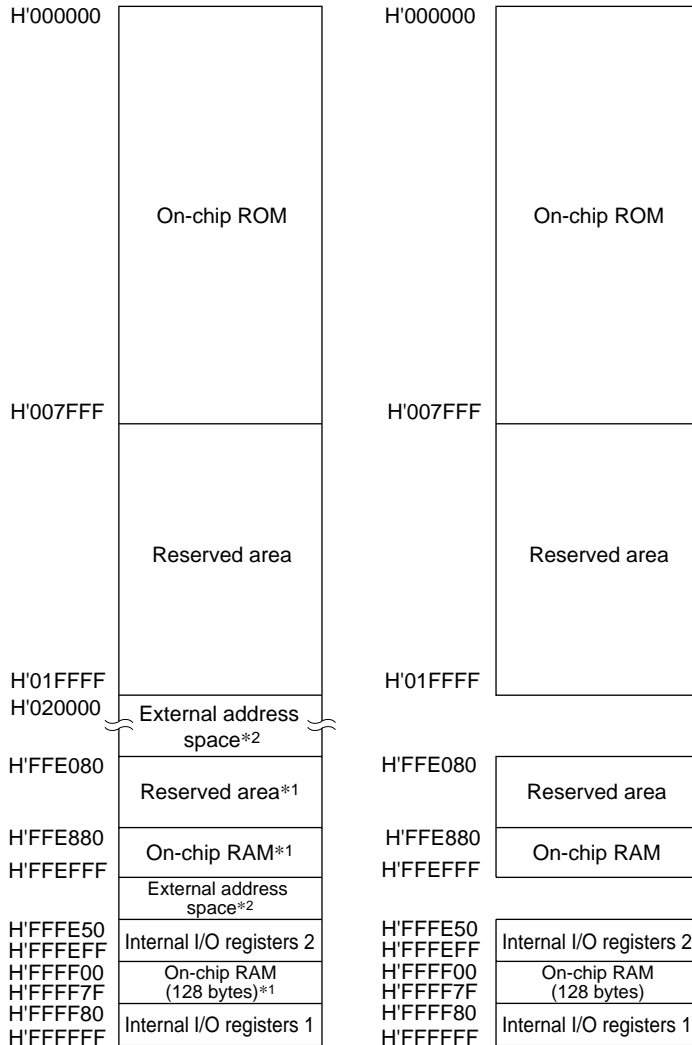 H'000000
On-chip ROM
H'007FFF
Reserved area
H'01FFFF
H'020000
External address
space*2
H'FFE080
Reserved area*1
H'FFE880
On-chip RAM*1
H'FFEFFF
External address
space*2
H'FFFE50
Internal I/O registers 2
H'FFFEFF
H'FFFF00
On-chip RAM
(128 bytes)*1
H'FFFF7F
H'FFFF80
Internal I/O registers 1
H'FFFFFF
H'000000
On-chip ROM
H'007FFF
Reserved area
H'01FFFF
H'FFE080
Reserved area
H'FFE880
On-chip RAM
H'FFEFFF
H'FFFE50
Internal I/O registers 2
H'FFFEFF
H'FFFF00
On-chip RAM
(128 bytes)
H'FFFF7F
H'FFFF80
Internal I/O registers 1
H'FFFFFF